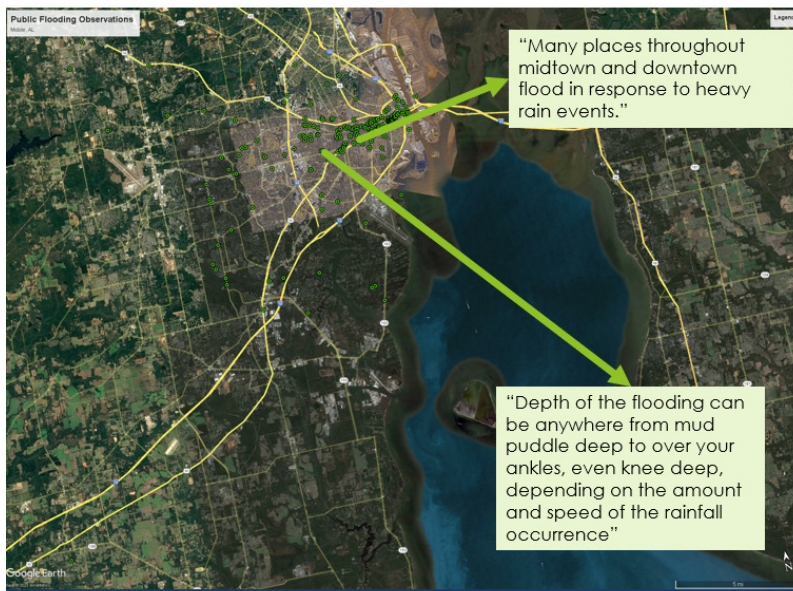 Public Flooding Observations
Mobile, AL
Legend
“Many places throughout
midtown and downtown
flood in response to heavy
rain events.”
“Depth of the flooding can
be anywhere from mud
puddle deep to over your
ankles, even knee deep,
depending on the amount
and speed of the rainfall
occurrence”
Google Earth
N
5 mi